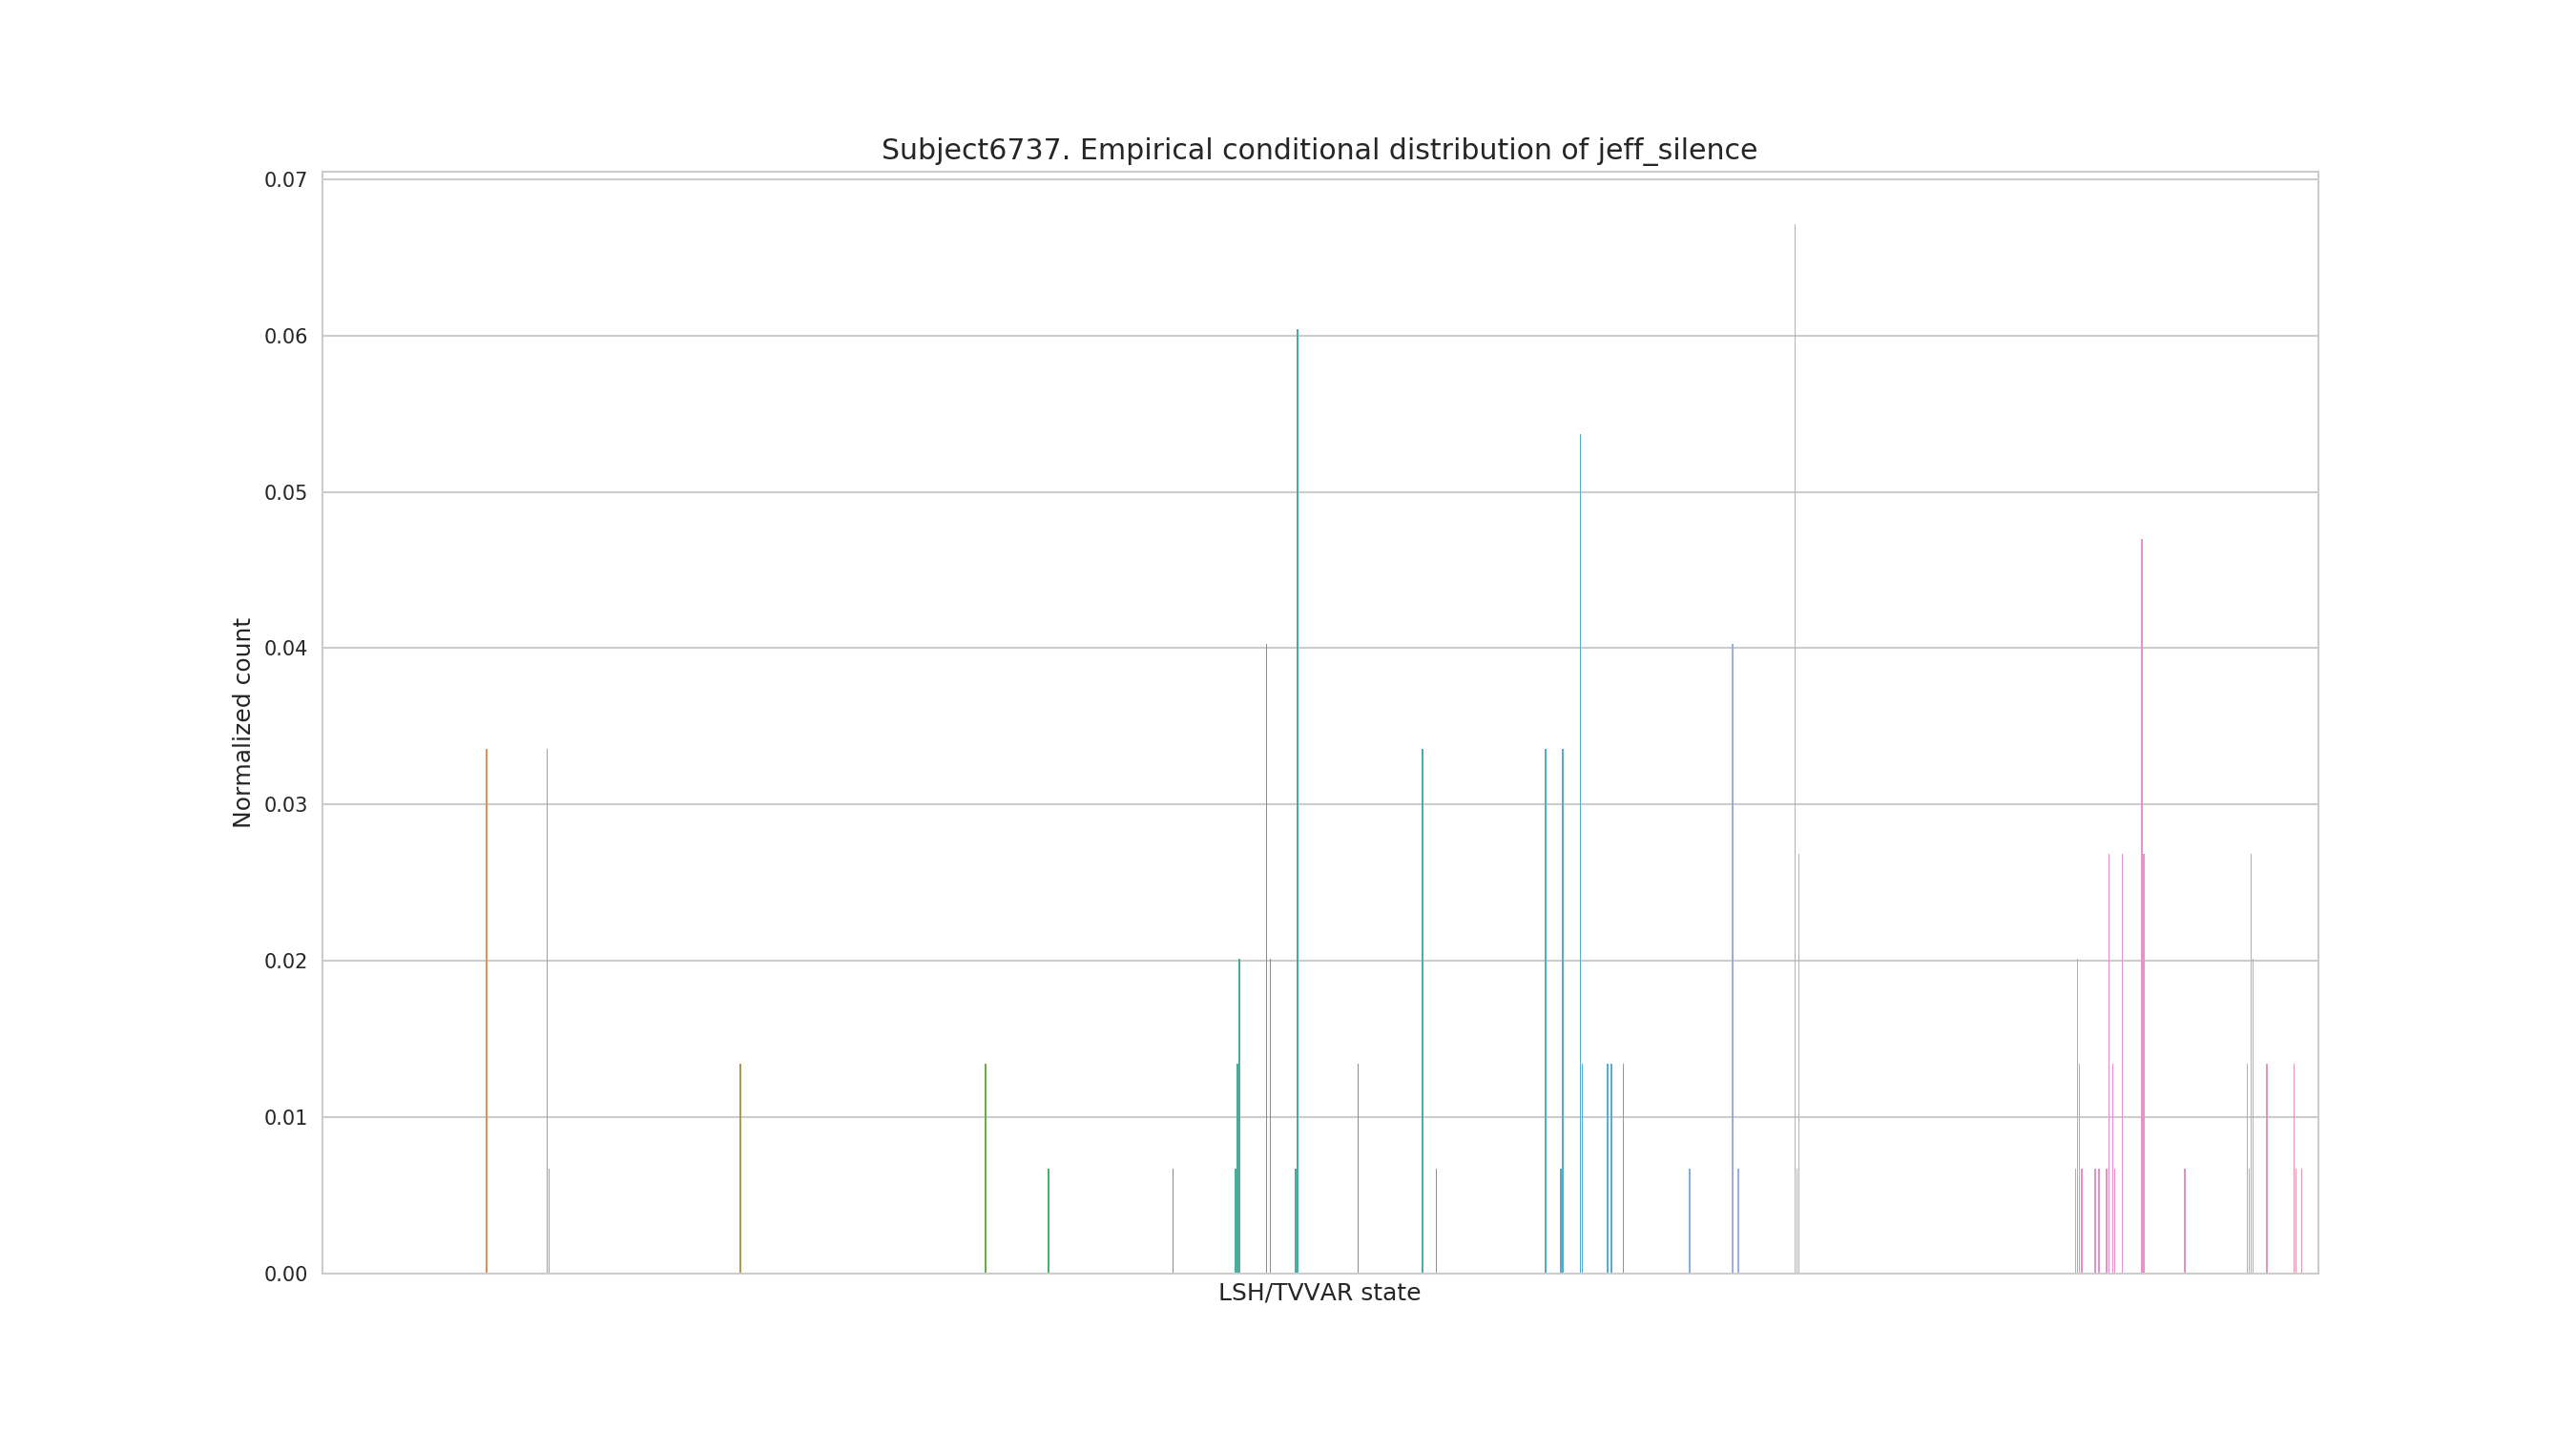 Subject6737. Empirical conditional distribution of jeff_silence
0.07
0.06
0.05
0.04
0.03
0.02
0.01
0.00
Normalized count
LSH/TVVAR state